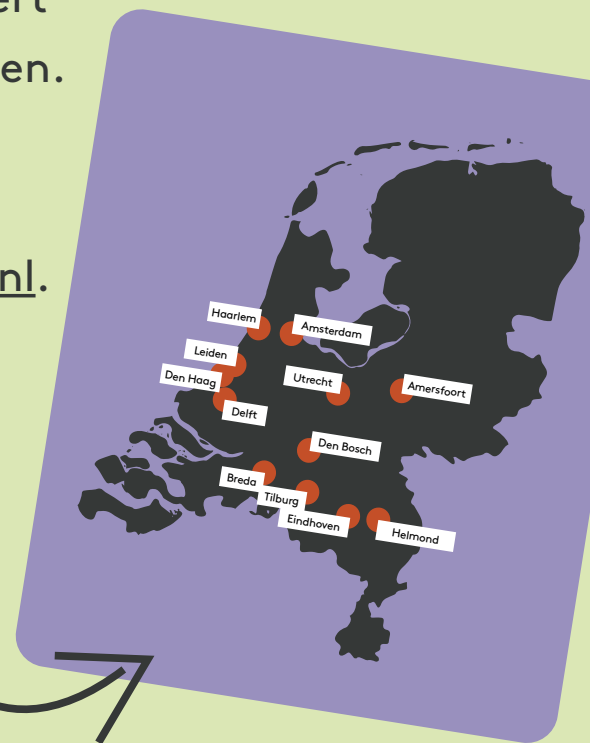 en.
nl.
Haarlem
Amsterdam
Leiden
Den Haag
Utrecht
Amersfoort
Delft
Den Bosch
Breda
Tilburg
Eindhoven
Helmond